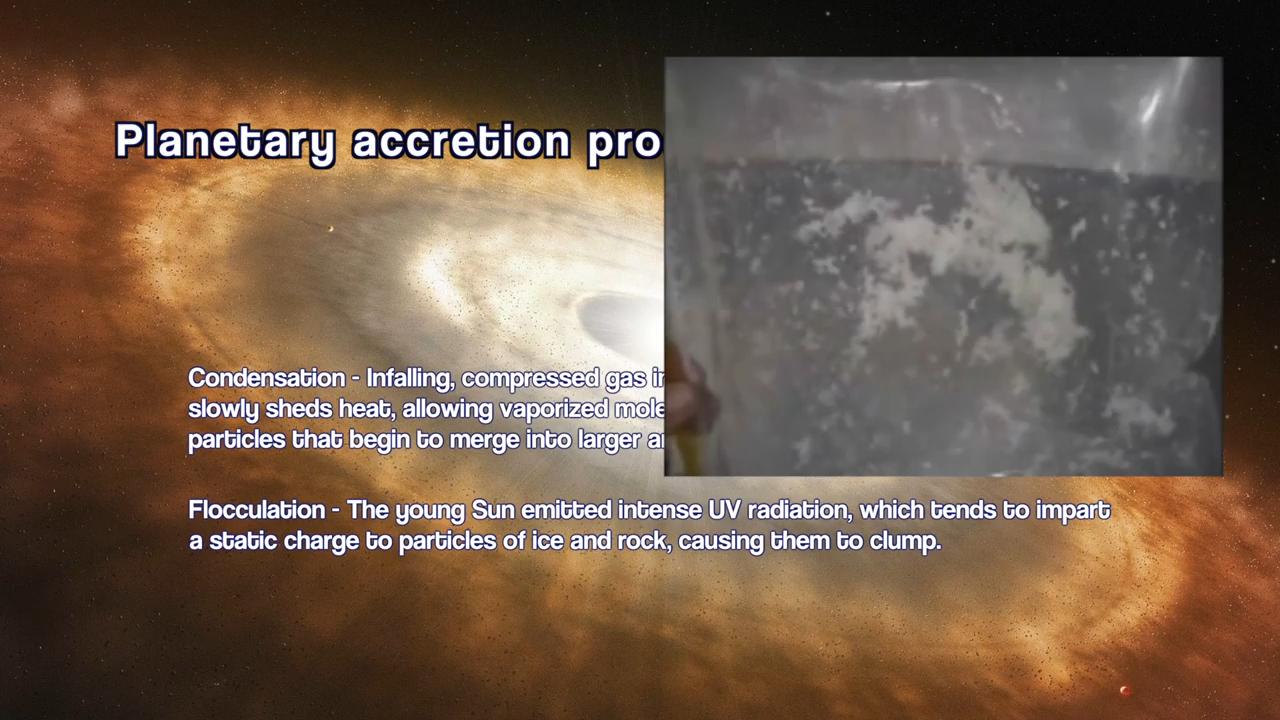 Planetary accretion pro
Condensation - Infalling, compressed gas
slowly sheds heat, allowing vaporized mole
particles that begin to merge into larger
Flocculation - The young Sun emitted intense UV radiation, which tends to impart
a static charge to particles of ice and rock, causing them to clump.